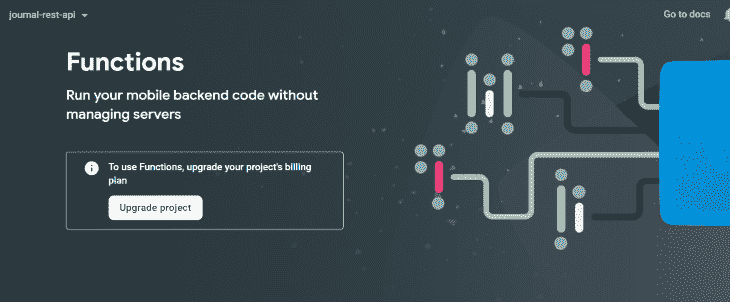 journal-rest-api
Go to docs
Functions
Run your mobile backend code without
managing servers
To use Functions, upgrade your project's billing
plan
Upgrade project